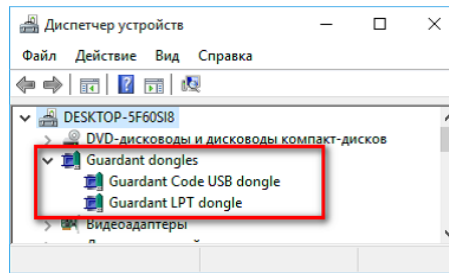 Диспетчер устройств
Файл Действие Вид Справка
DESKTOP-5F60SI8
DVD-дисководы и дисководы компакт-дисков
Guardant dongles
Guardant Code USB dongle
Guardant LPT dongle
Видеоадаптеры